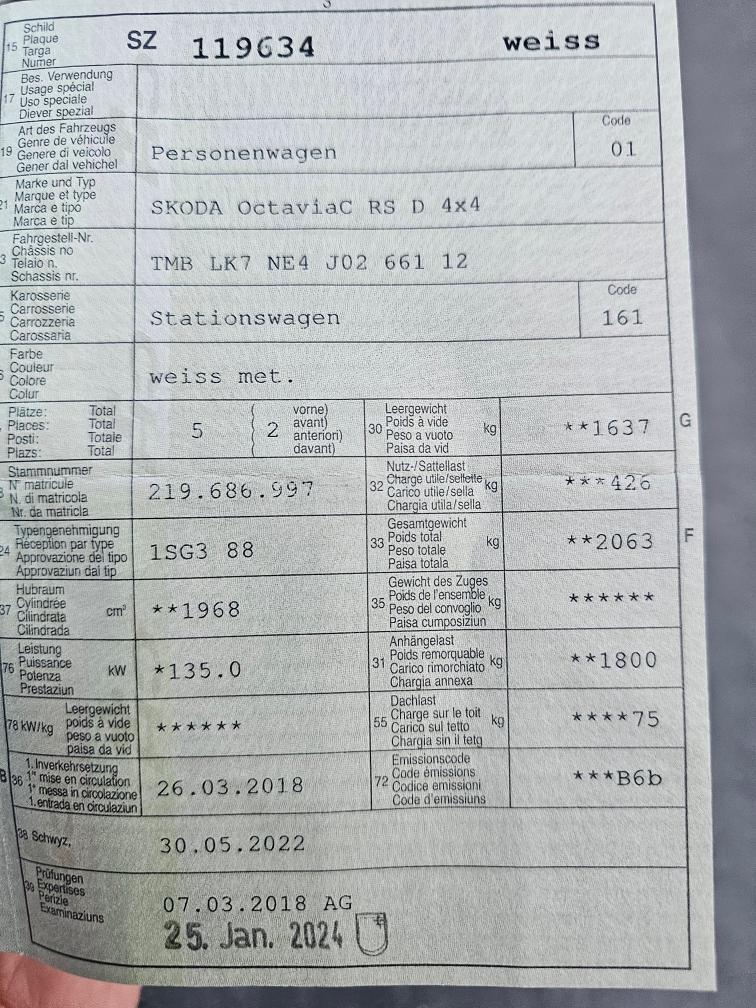 15 Schild
Plaque
Targa
Numer
SZ 119634 weiss
17 Bes. Verwendung
Usage spécial
Uso speciale
Diever spezial
19 Art des Fahrzeugs
Genre de véhicule
Genere di veicolo
Gener dal vehichel
Personenwagen
Code
01
21 Marke und Typ
Marque et type
Marca e tipo
Marca e tip
SKODA OctaviaC RS D 4x4
3 Fahrgestell-Nr.
Châssis no
Telaio n.
Schassis nr.
TMB LK7 NE4 J02 661 12
5 Karosserie
Carrosserie
Carrozzeria
Carossaria
Stationswagen
Code
161
Farbe
Couleur
Colore
Colur
weiss met.
Plätze: Total
Places: Total
Posti: Totale
Plazs: Total
5
2
vorne)
avant)
anteriori)
davant)
30 Leergewicht
Poids à vide
Peso a vuoto
Paisa da vid
kg
**1637
G
Stammnummer
N° matricule
N. di matricola
Nr. da matricla
219.686.997
32 Nutz-/Sattellast
Charge utile/sellette
Carico utile/sella
Chargia utila/sella
kg
***426
24 Typengenehmigung
Réception par type
Approvazione del tipo
Approvaziun dal tip
1SG3 88
33 Gesamtgewicht
Poids total
Peso totale
Paisa totala
kg
**2063
F
37 Hubraum
Cylindrée
Cilindrata
Cilindrada
cm³
**1968
35 Gewicht des Zuges
Poids de l'ensemble
Peso del convoglio
Paisa cumposiziun
kg
******
76 Leistung
Puissance
Potenza
Prestaziun
kW
*135.0
31 Anhängelast
Poids remorquable
Carico rimorchiato
Chargia annexa
kg
**1800
78 kW/kg
Leergewicht
poids à vide
peso a vuoto
paisa da vid
******
55 Dachlast
Charge sur le toit
Carico sul tetto
Chargia sin il tetg
kg
****75
B 36 1. Inverkehrsetzung
1re mise en circulation
1a messa in circolazione
1. entrada en circulaziun
26.03.2018
72 Emissionscode
Code émissions
Codice emissioni
Code d'emissiuns
***B6b
38 Schwyz,
30.05.2022
39 Prüfungen
Expertises
Perizie
Examinaziuns
07.03.2018 AG
25. Jan. 2024